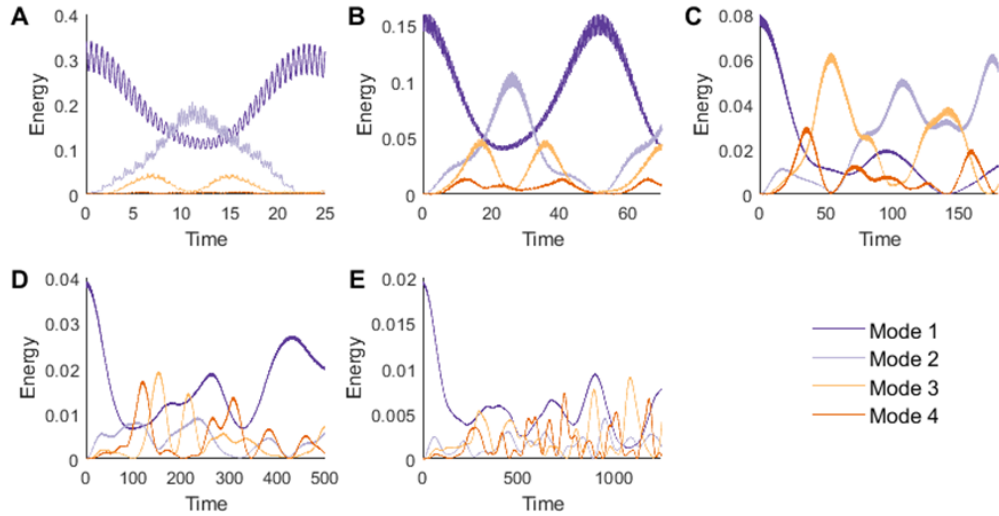 A
0.4
0.3
0.2
0.1
0
Energy
0 5 10 15 20 25
Time
B
0.15
0.1
0.05
0
Energy
0 20 40 60
Time
C
0.08
0.06
0.04
0.02
0
Energy
0 50 100 150
Time
D
0.04
0.03
0.02
0.01
0
Energy
0 100 200 300 400 500
Time
E
0.02
0.015
0.01
0.005
0
Energy
0 500 1000
Time
Mode 1
Mode 2
Mode 3
Mode 4